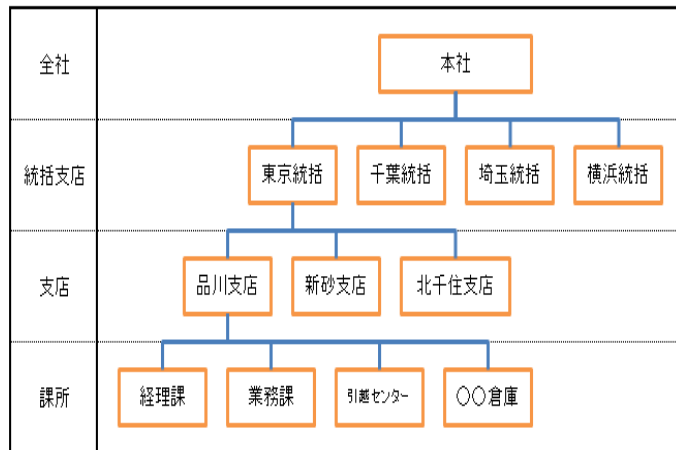 全社
本社
統括支店
東京統括
千葉統括
埼玉統括
横浜統括
支店
品川支店
新砂支店
北千住支店
課所
経理課
業務課
引越センター
〇〇倉庫